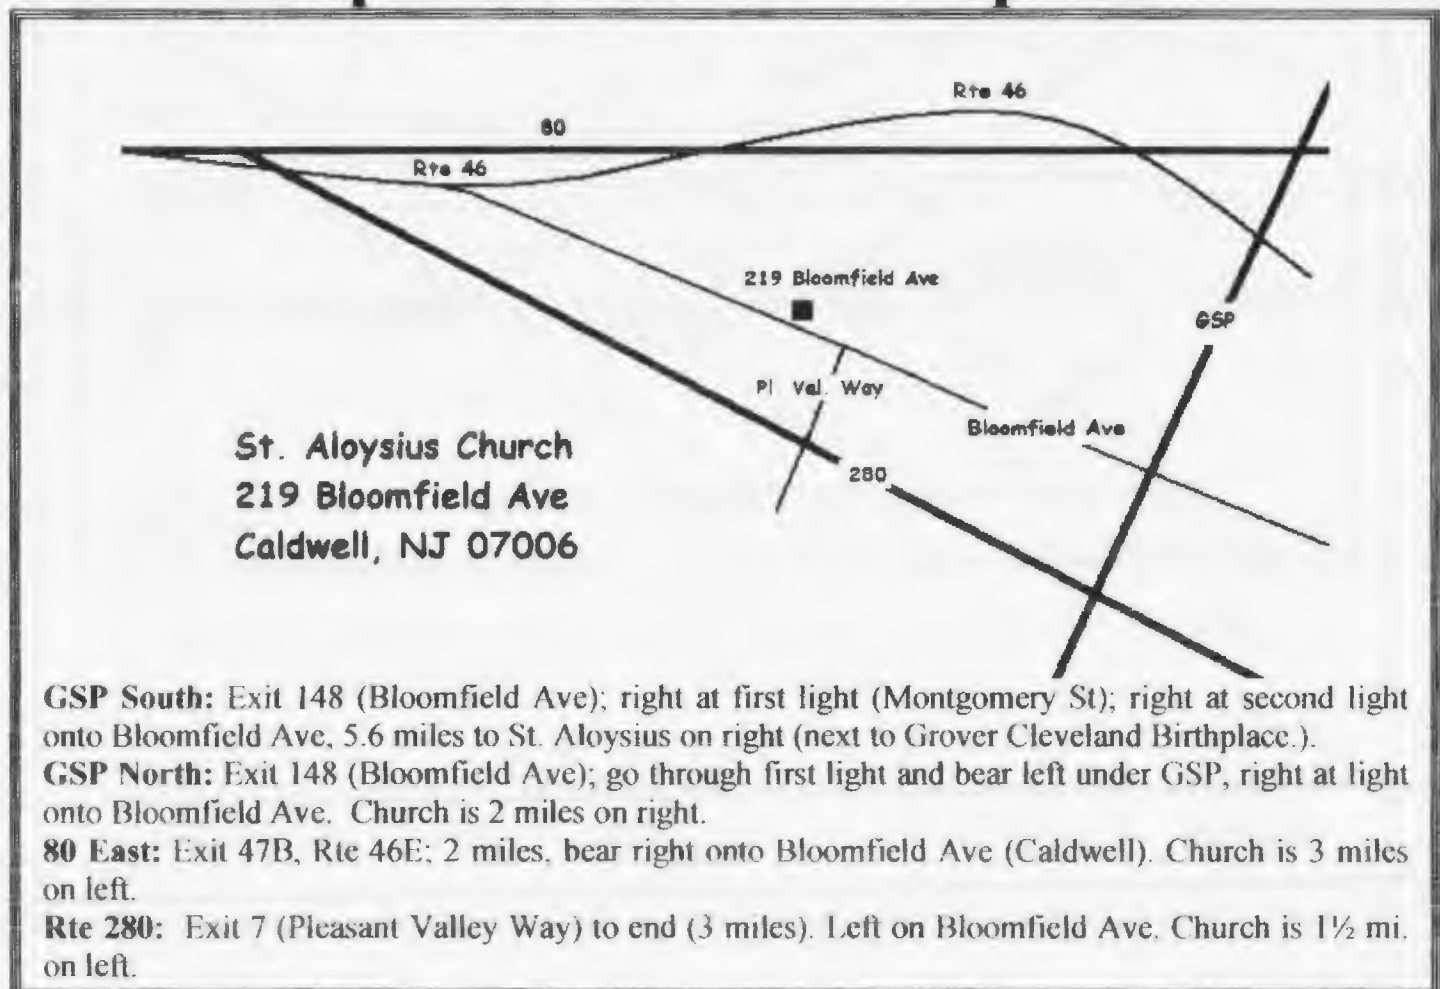 Rte 46
80
Rte 46
219 Bloomfield Ave
GSP
Pl Val. Way
Bloomfield Ave
280
St. Aloysius Church
219 Bloomfield Ave
Caldwell, NJ 07006
GSP South: Exit 148 (Bloomfield Ave); right at first light (Montgomery St); right at second light
onto Bloomfield Ave, 5.6 miles to St. Aloysius on right (next to Grover Cleveland Birthplace.).
GSP North: Exit 148 (Bloomfield Ave); go through first light and bear left under GSP, right at light
onto Bloomfield Ave. Church is 2 miles on right.
80 East: Exit 47B, Rte 46E; 2 miles, bear right onto Bloomfield Ave (Caldwell). Church is 3 miles
on left.
Rte 280: Exit 7 (Pleasant Valley Way) to end (3 miles). Left on Bloomfield Ave. Church is 1½ mi.
on left.